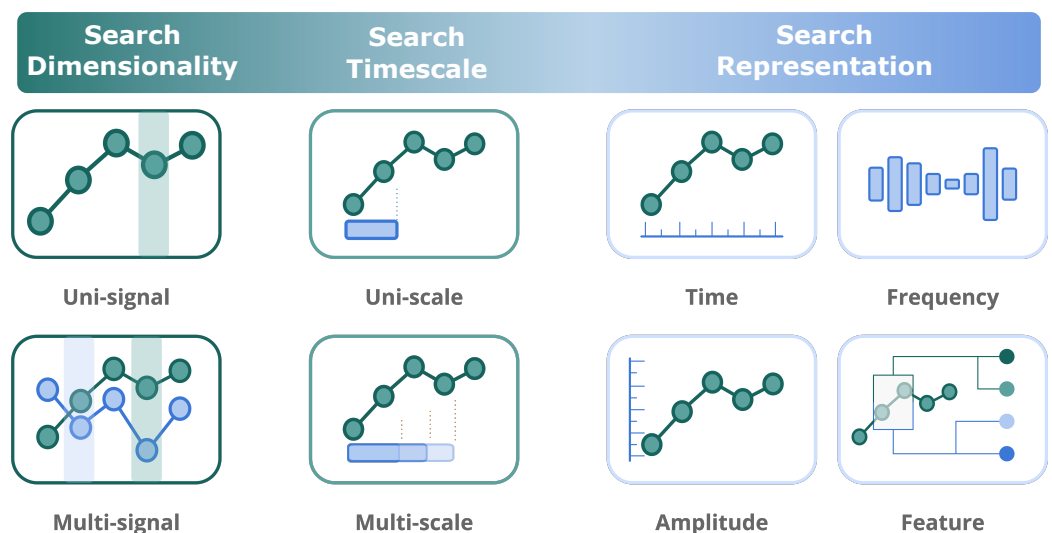 Search
Dimensionality
Search
Timescale
Search
Representation
Uni-signal
Uni-scale
Time
Frequency
Multi-signal
Multi-scale
Amplitude
Feature